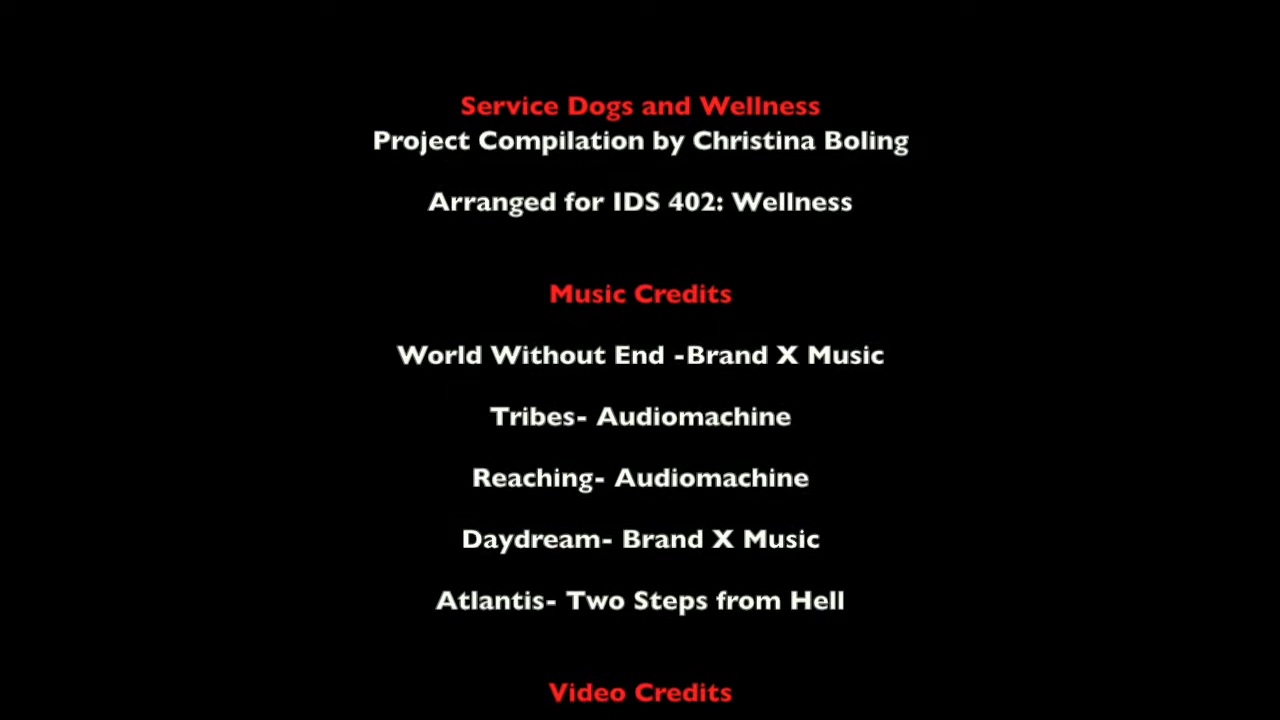 Service Dogs and Wellness
Project Compilation by Christina Boling
Arranged for IDS 402: Wellness
Music Credits
World Without End -Brand X Music
Tribes- Audiomachine
Reaching- Audiomachine
Daydream- Brand X Music
Atlantis- Two Steps from Hell
Video Credits